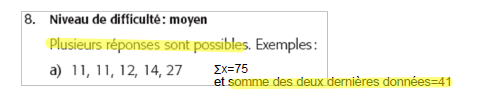 8. Niveau de difficulté : moyen
Plusieurs réponses sont possibles. Exemples :
a) 11, 11, 12, 14, 27 Σx=75
et somme des deux dernières données=41